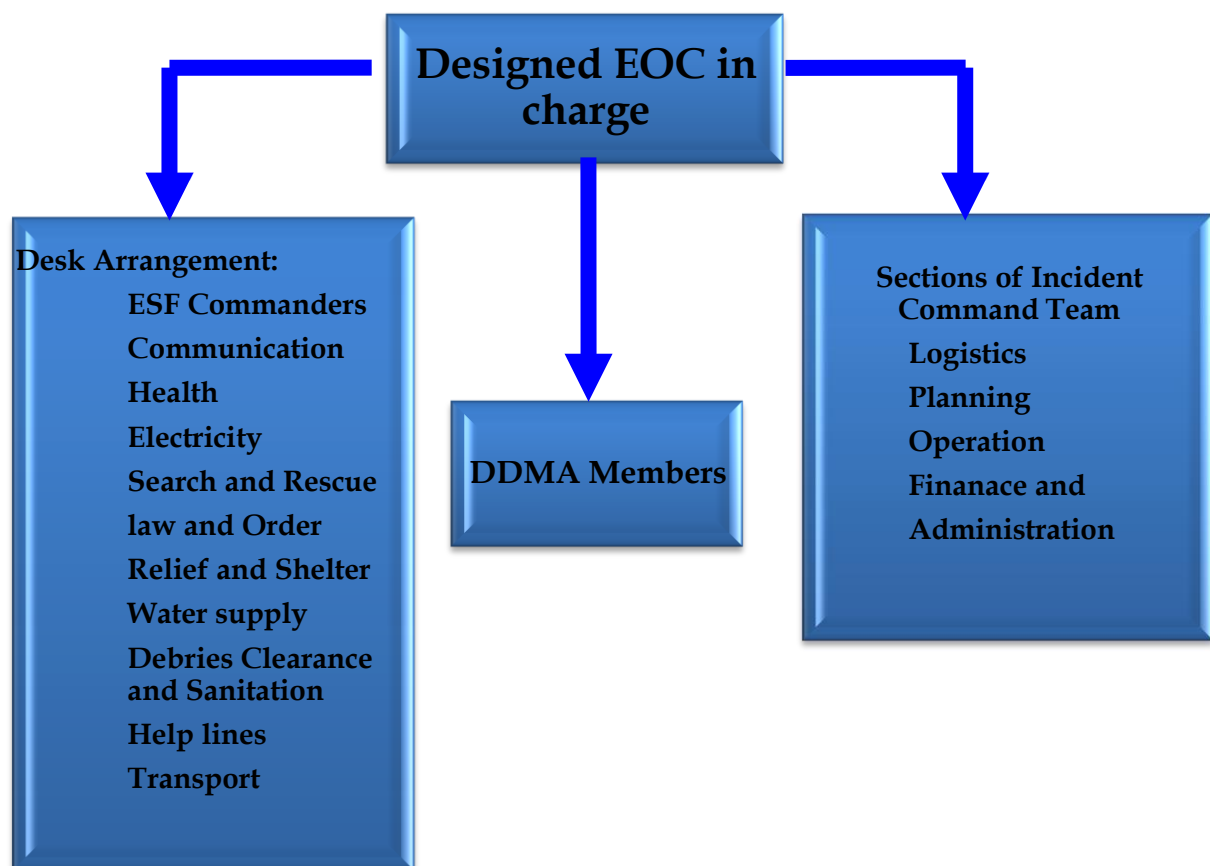 Designed EOC in
charge
Desk Arrangement:
ESF Commanders
Communication
Health
Electricity
Search and Rescue
law and Order
Relief and Shelter
Water supply
Debries Clearance
and Sanitation
Help lines
Transport
DDMA Members
Sections of Incident
Command Team
Logistics
Planning
Operation
Finanace and
Administration